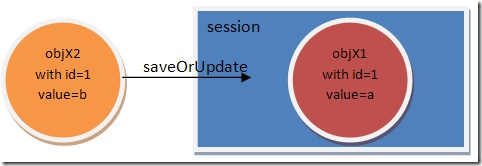 objX2
with id=1
value=b
saveOrUpdate
session
objX1
with id=1
value=a